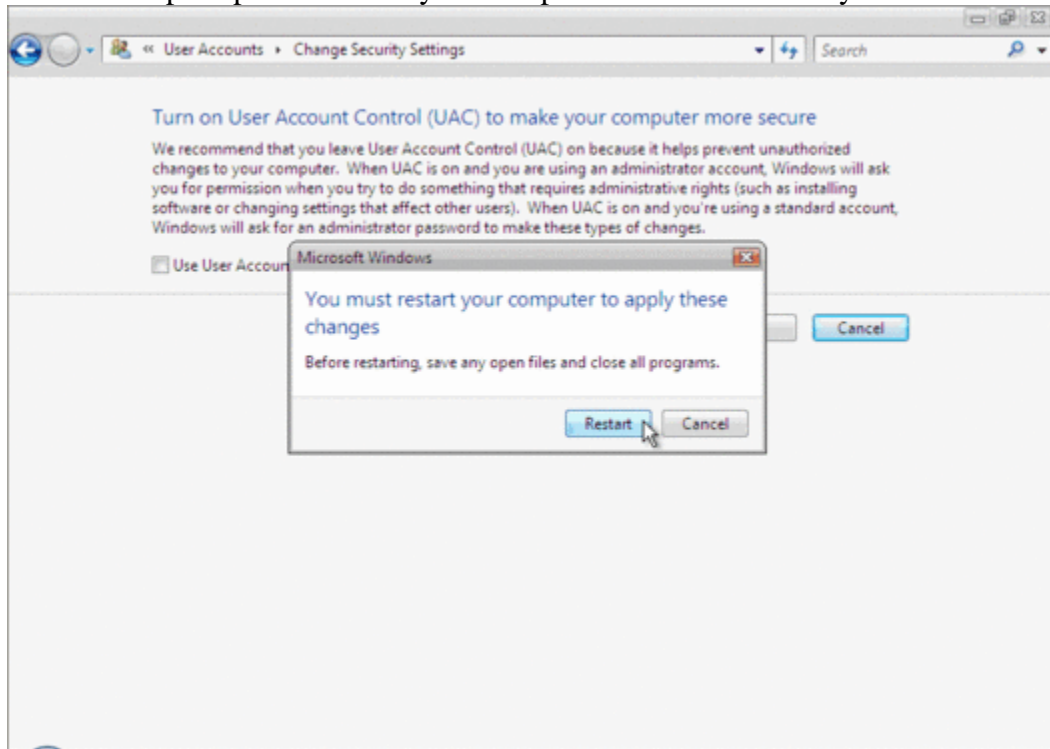 « User Accounts ▸ Change Security Settings
Search
Turn on User Account Control (UAC) to make your computer more secure
We recommend that you leave User Account Control (UAC) on because it helps prevent unauthorized
changes to your computer. When UAC is on and you are using an administrator account, Windows will ask
you for permission when you try to do something that requires administrative rights (such as installing
software or changing settings that affect other users). When UAC is on and you're using a standard account,
Windows will ask for an administrator password to make these types of changes.
Use User Accoun
Microsoft Windows
You must restart your computer to apply these
changes
Before restarting, save any open files and close all programs.
Restart
Cancel
Cancel